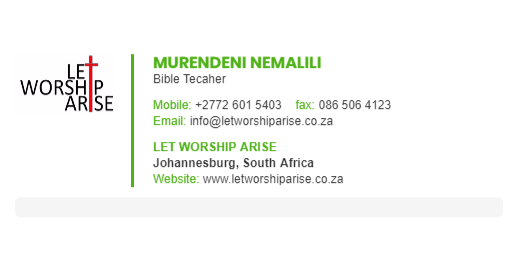 LET
WORSHIP
ARISE
MURENDENI NEMALILI
Bible Tecaher
Mobile: +2772 601 5403 fax: 086 506 4123
Email: info@letworshiparise.co.za
LET WORSHIP ARISE
Johannesburg, South Africa
Website: www.letworshiparise.co.za